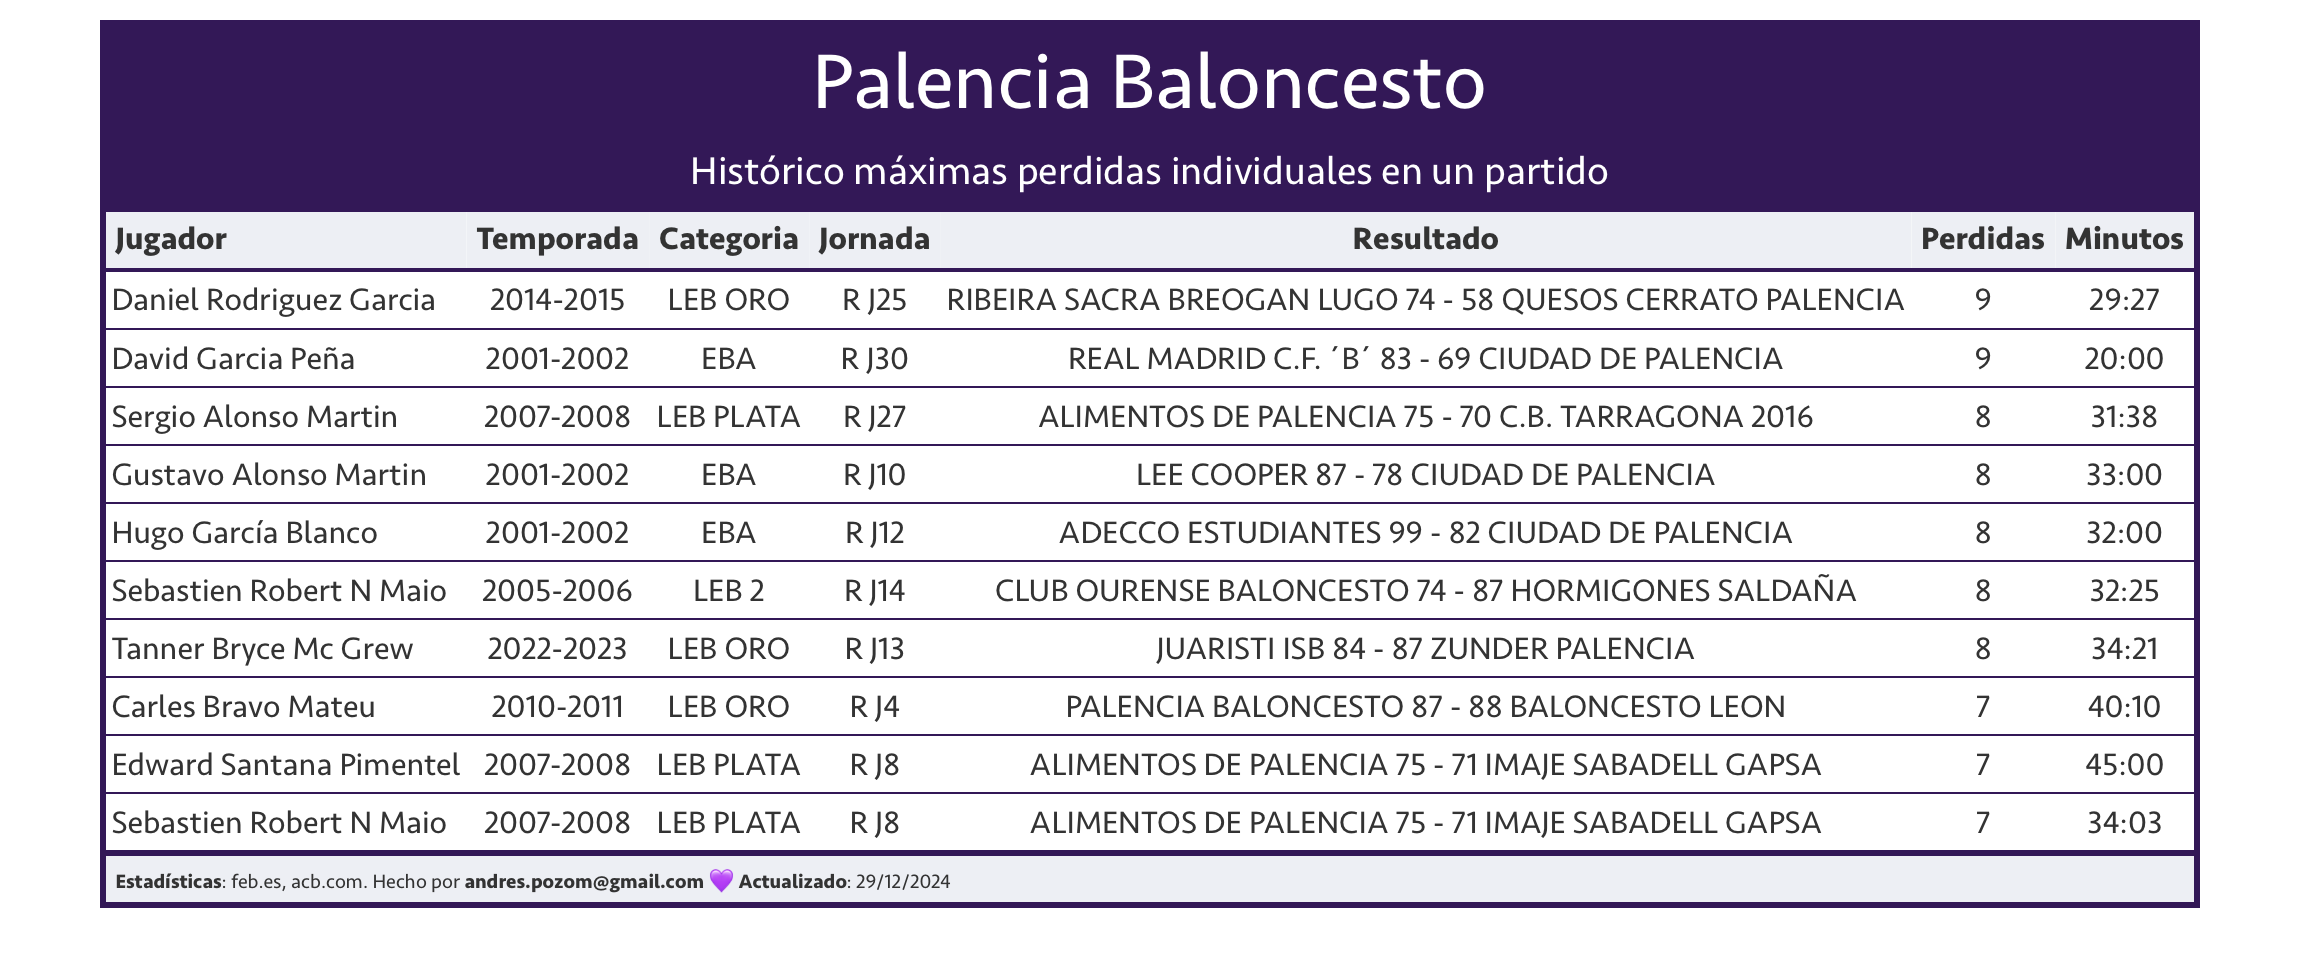 Palencia Baloncesto
Histórico máximas perdidas individuales en un partido
Jugador Temporada Categoria Jornada Resultado Perdidas Minutos
Daniel Rodriguez Garcia 2014-2015 LEB ORO R J25 RIBEIRA SACRA BREOGAN LUGO 74 - 58 QUESOS CERRATO PALENCIA 9 29:27
David Garcia Peña 2001-2002 EBA R J30 REAL MADRID C.F. ´B´ 83 - 69 CIUDAD DE PALENCIA 9 20:00
Sergio Alonso Martin 2007-2008 LEB PLATA R J27 ALIMENTOS DE PALENCIA 75 - 70 C.B. TARRAGONA 2016 8 31:38
Gustavo Alonso Martin 2001-2002 EBA R J10 LEE COOPER 87 - 78 CIUDAD DE PALENCIA 8 33:00
Hugo García Blanco 2001-2002 EBA R J12 ADECCO ESTUDIANTES 99 - 82 CIUDAD DE PALENCIA 8 32:00
Sebastien Robert N Maio 2005-2006 LEB 2 R J14 CLUB OURENSE BALONCESTO 74 - 87 HORMIGONES SALDAÑA 8 32:25
Tanner Bryce Mc Grew 2022-2023 LEB ORO R J13 JUARISTI ISB 84 - 87 ZUNDER PALENCIA 8 34:21
Carles Bravo Mateu 2010-2011 LEB ORO R J4 PALENCIA BALONCESTO 87 - 88 BALONCESTO LEON 7 40:10
Edward Santana Pimentel 2007-2008 LEB PLATA R J8 ALIMENTOS DE PALENCIA 75 - 71 IMAJE SABADELL GAPSA 7 45:00
Sebastien Robert N Maio 2007-2008 LEB PLATA R J8 ALIMENTOS DE PALENCIA 75 - 71 IMAJE SABADELL GAPSA 7 34:03
Estadísticas: feb.es, acb.com. Hecho por andres.pozom@gmail.com 💜 Actualizado: 29/12/2024